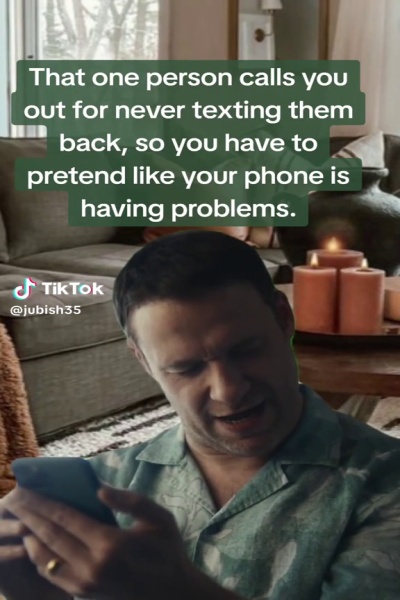 That one person calls you
out for never texting them
back, so you have to
pretend like your phone is
having problems.
TikTok
@jubish35